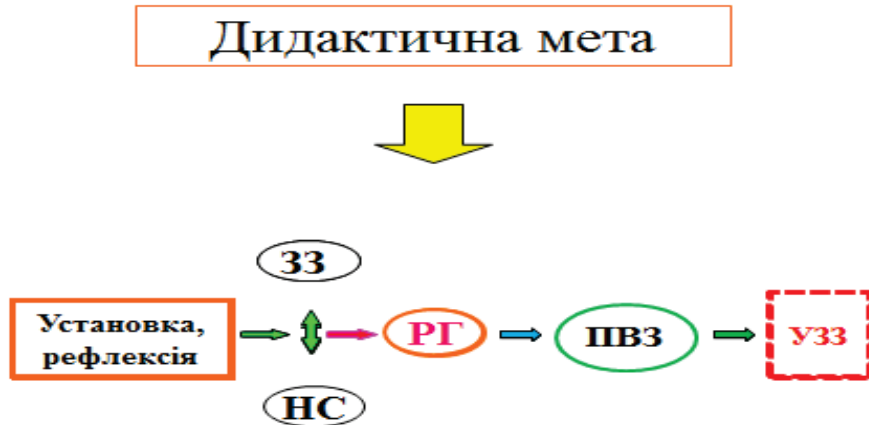 Дидактична мета
ЗЗ
Установка,
рефлексія
РГ
ПВЗ
УЗЗ
НС